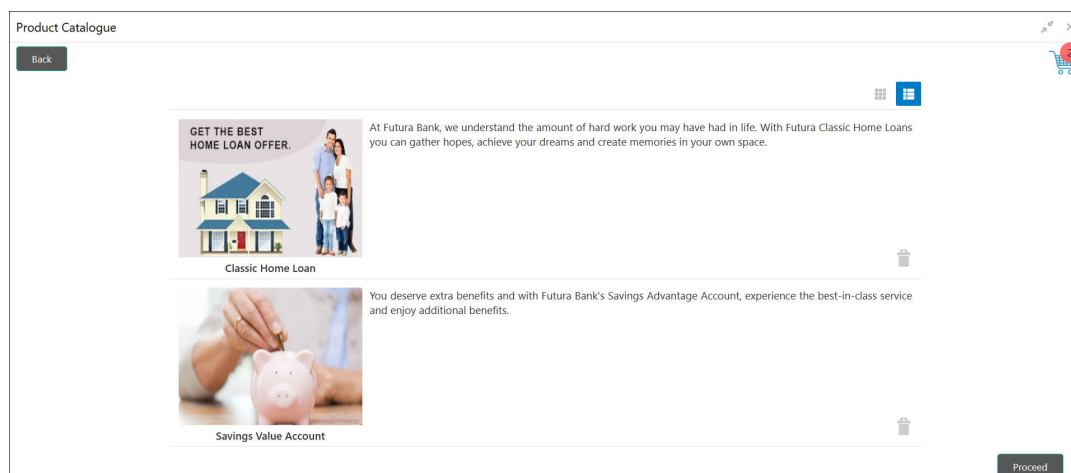 Product Catalogue
Back
2
GET THE BEST
HOME LOAN OFFER.
At Futura Bank, we understand the amount of hard work you may have had in life. With Futura Classic Home Loans
you can gather hopes, achieve your dreams and create memories in your own space.
Classic Home Loan
You deserve extra benefits and with Futura Bank's Savings Advantage Account, experience the best-in-class service
and enjoy additional benefits.
Savings Value Account
Proceed